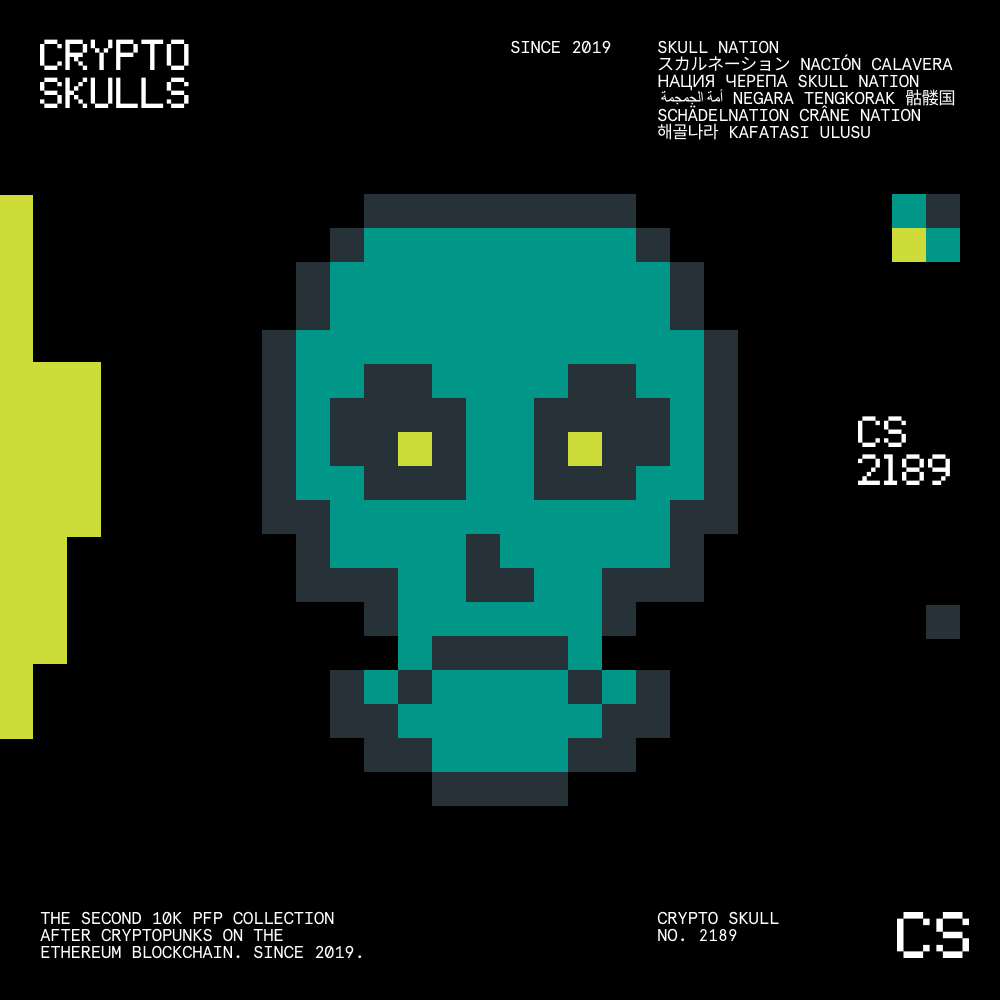 CRYPTO
SKULLS
SINCE 2019
SKULL NATION
スカルネーション NACIÓN CALAVERA
НАЦИЯ ЧЕРЕПА SKULL NATION
أمة الجمجمة NEGARA TENGKORAK 骷髅国
SCHÄDELNATION CRÂNE NATION
해골나라 KAFATASI ULUSU
CS
2189
THE SECOND 10K PFP COLLECTION
AFTER CRYPTOPUNKS ON THE
ETHEREUM BLOCKCHAIN. SINCE 2019.
CRYPTO SKULL
NO. 2189
CS